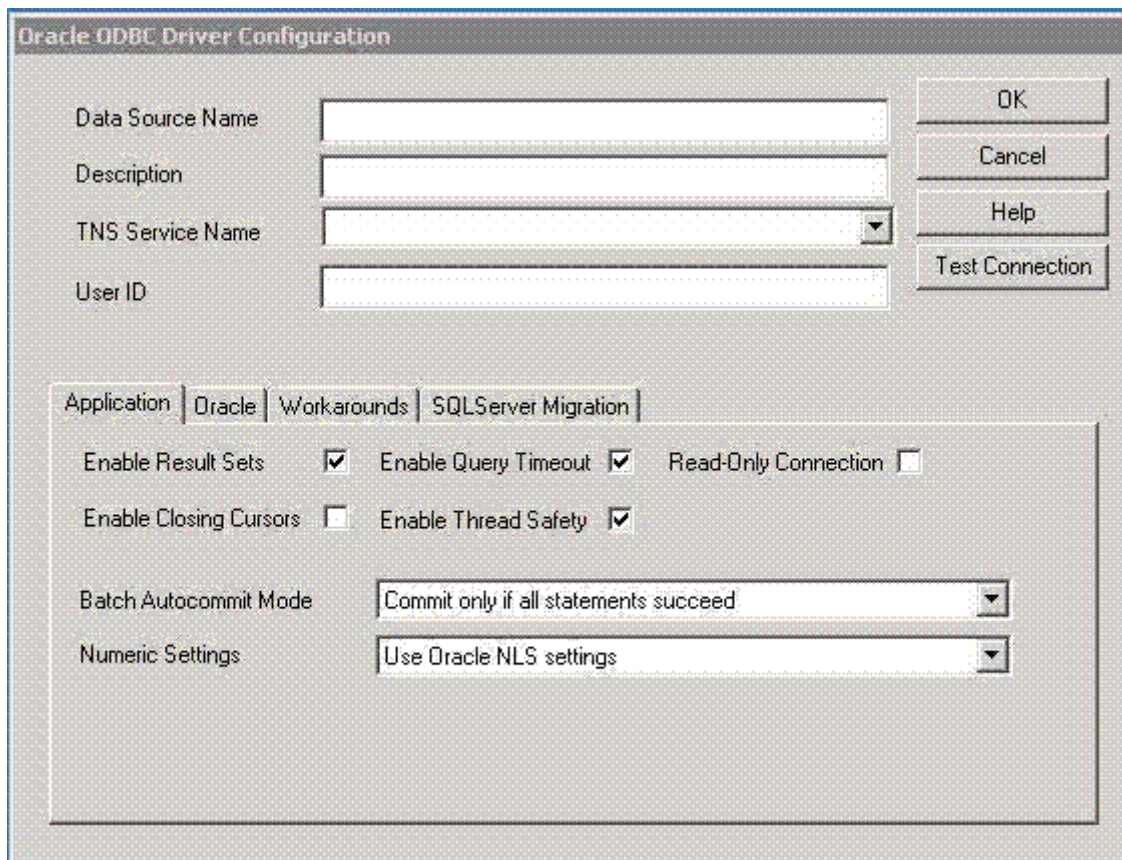 Oracle ODBC Driver Configuration
Data Source Name
OK
Description
Cancel
TNS Service Name
Help
User ID
Test Connection
Application
Oracle
Workarounds
SQLServer Migration
Enable Result Sets
Enable Query Timeout
Read-Only Connection
Enable Closing Cursors
Enable Thread Safety
Batch Autocommit Mode
Commit only if all statements succeed
Numeric Settings
Use Oracle NLS settings